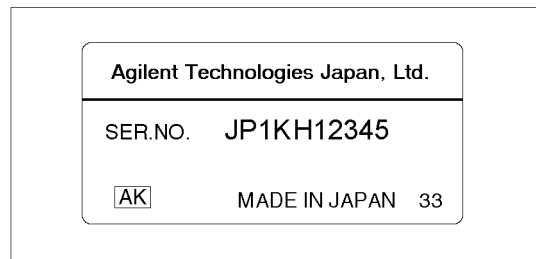 Agilent Technologies Japan, Ltd.
SER.NO. JP1KH12345
AK MADE IN JAPAN 33